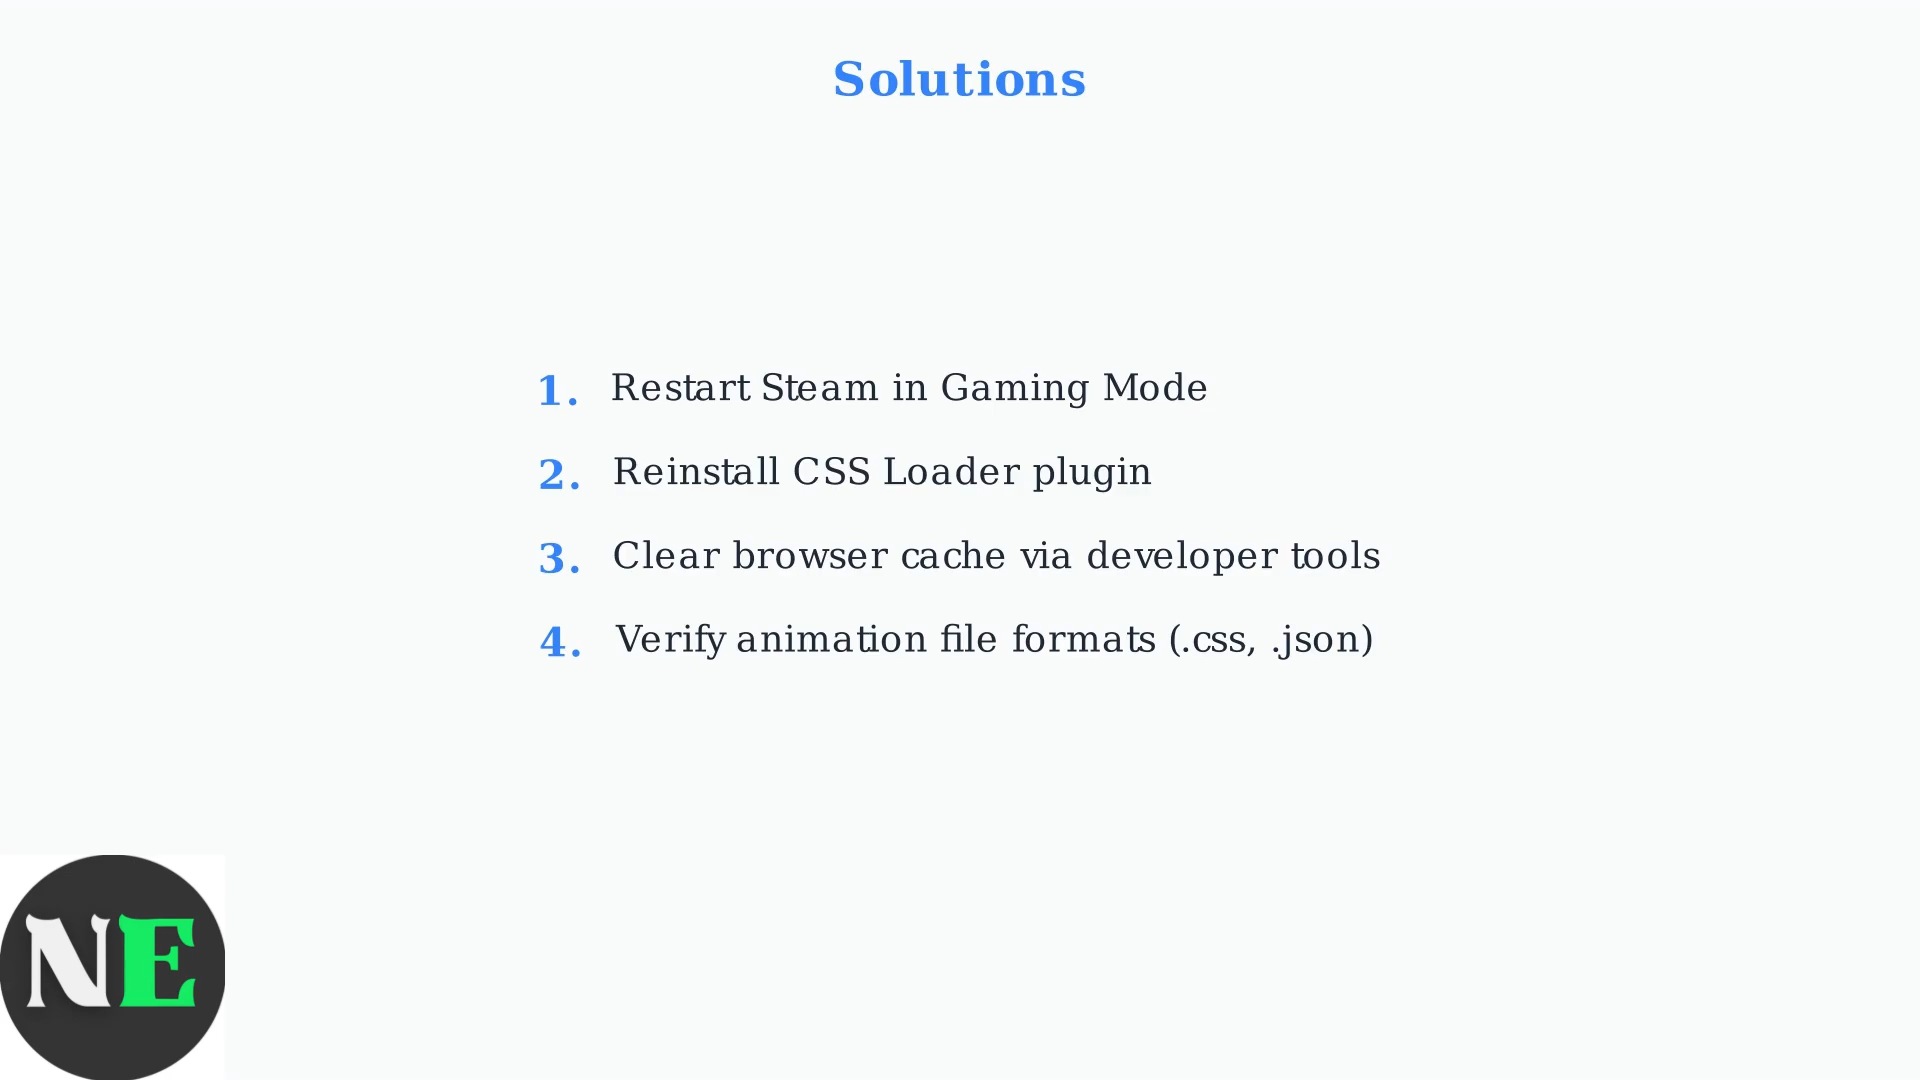 Solutions
1. Restart Steam in Gaming Mode
2. Reinstall CSS Loader plugin
3. Clear browser cache via developer tools
4. Verify animation file formats (.css, .json)
NE